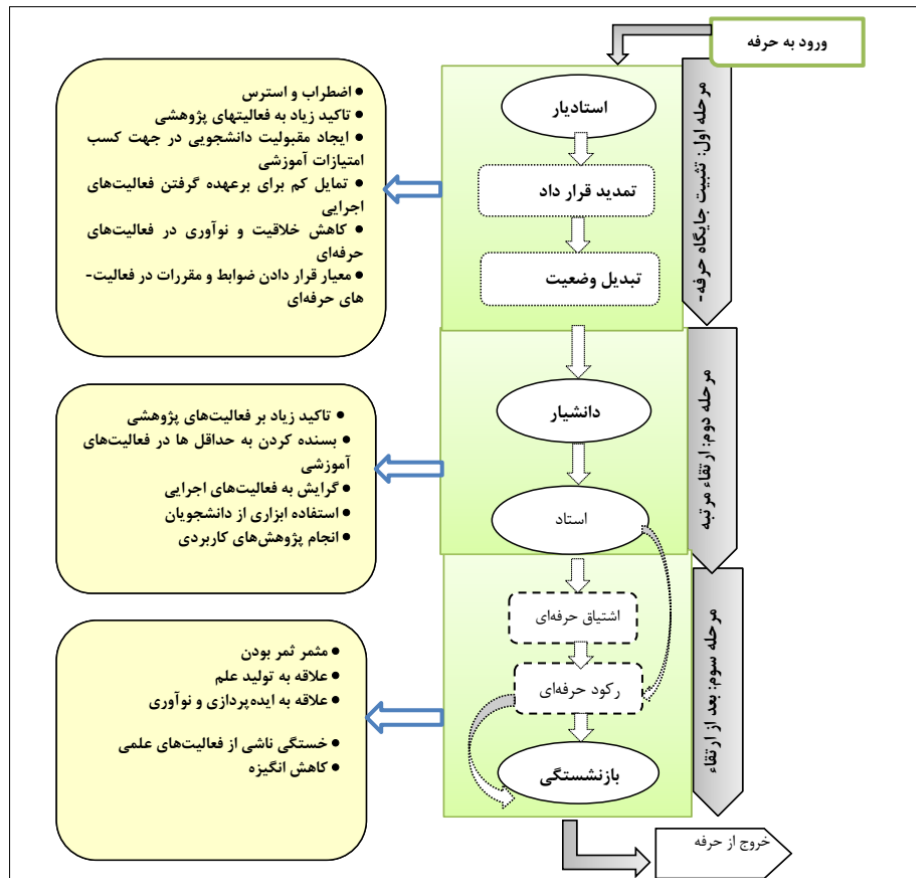 ورود به حرفه
مرحله اول: تثبیت جایگاه حرفه-
استادیار
تمدید قرار داد
تبدیل وضعیت
● اضطراب و استرس
● تاکید زیاد به فعالیتهای پژوهشی
● ایجاد مقبولیت دانشجویی در جهت کسب
امتیازات آموزشی
● تمایل کم برای برعهده گرفتن فعالیت‌های
اجرایی
● کاهش خلاقیت و نوآوری در فعالیت‌های
حرفه‌ای
● معیار قرار دادن ضوابط و مقررات در فعالیت-
های حرفه‌ای
مرحله دوم: ارتقاء مرتبه
دانشیار
استاد
● تاکید زیاد بر فعالیت‌های پژوهشی
● بسنده کردن به حداقل ها در فعالیت‌های
آموزشی
● گرایش به فعالیت‌های اجرایی
● استفاده ابزاری از دانشجویان
● انجام پژوهش‌های کاربردی
مرحله سوم: بعد از ارتقاء
اشتیاق حرفه‌ای
رکود حرفه‌ای
بازنشستگی
● مثمر ثمر بودن
● علاقه به تولید علم
● علاقه به ایده‌پردازی و نوآوری
● خستگی ناشی از فعالیت‌های علمی
● کاهش انگیزه
خروج از حرفه